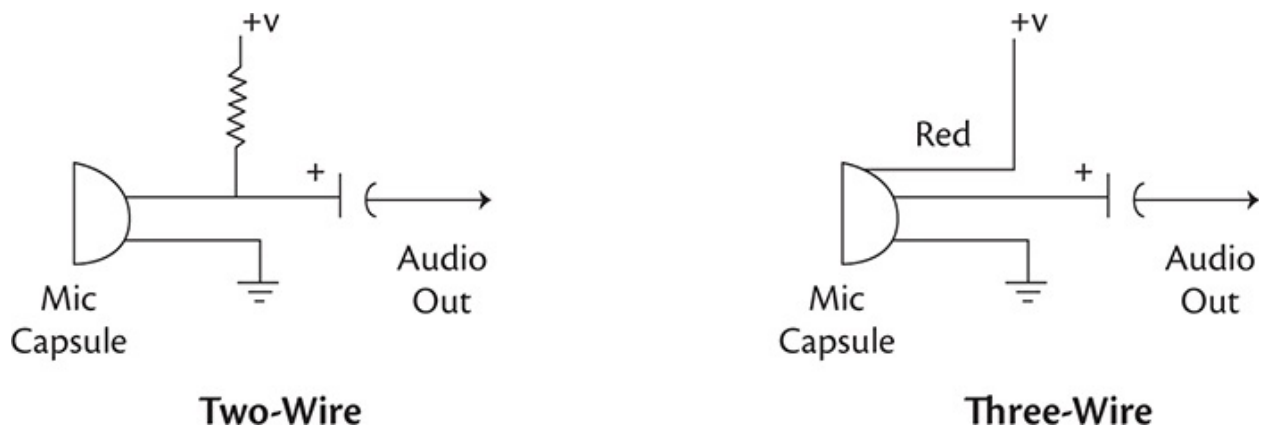 +v
+
Audio
Out
Mic
Capsule
Two-Wire
+v
Red
+
Audio
Out
Mic
Capsule
Three-Wire